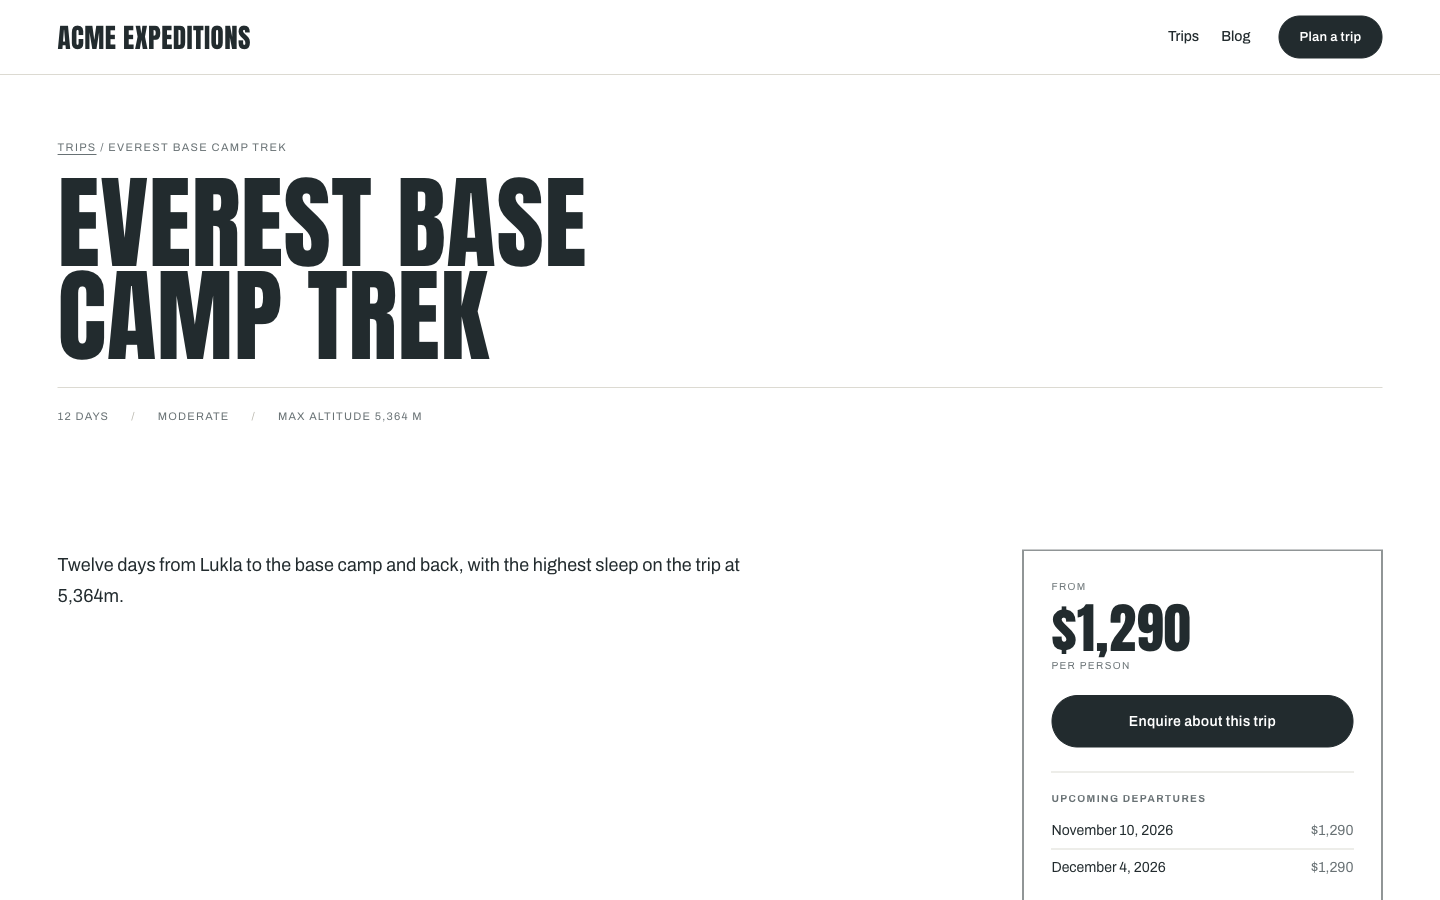 ACME EXPEDITIONS
Trips
Blog
Plan a trip
TRIPS / EVEREST BASE CAMP TREK
EVEREST BASE
CAMP TREK
12 DAYS / MODERATE / MAX ALTITUDE 5,364 M
Twelve days from Lukla to the base camp and back, with the highest sleep on the trip at
5,364m.
FROM
$1,290
PER PERSON
Enquire about this trip
UPCOMING DEPARTURES
November 10, 2026 $1,290
December 4, 2026 $1,290